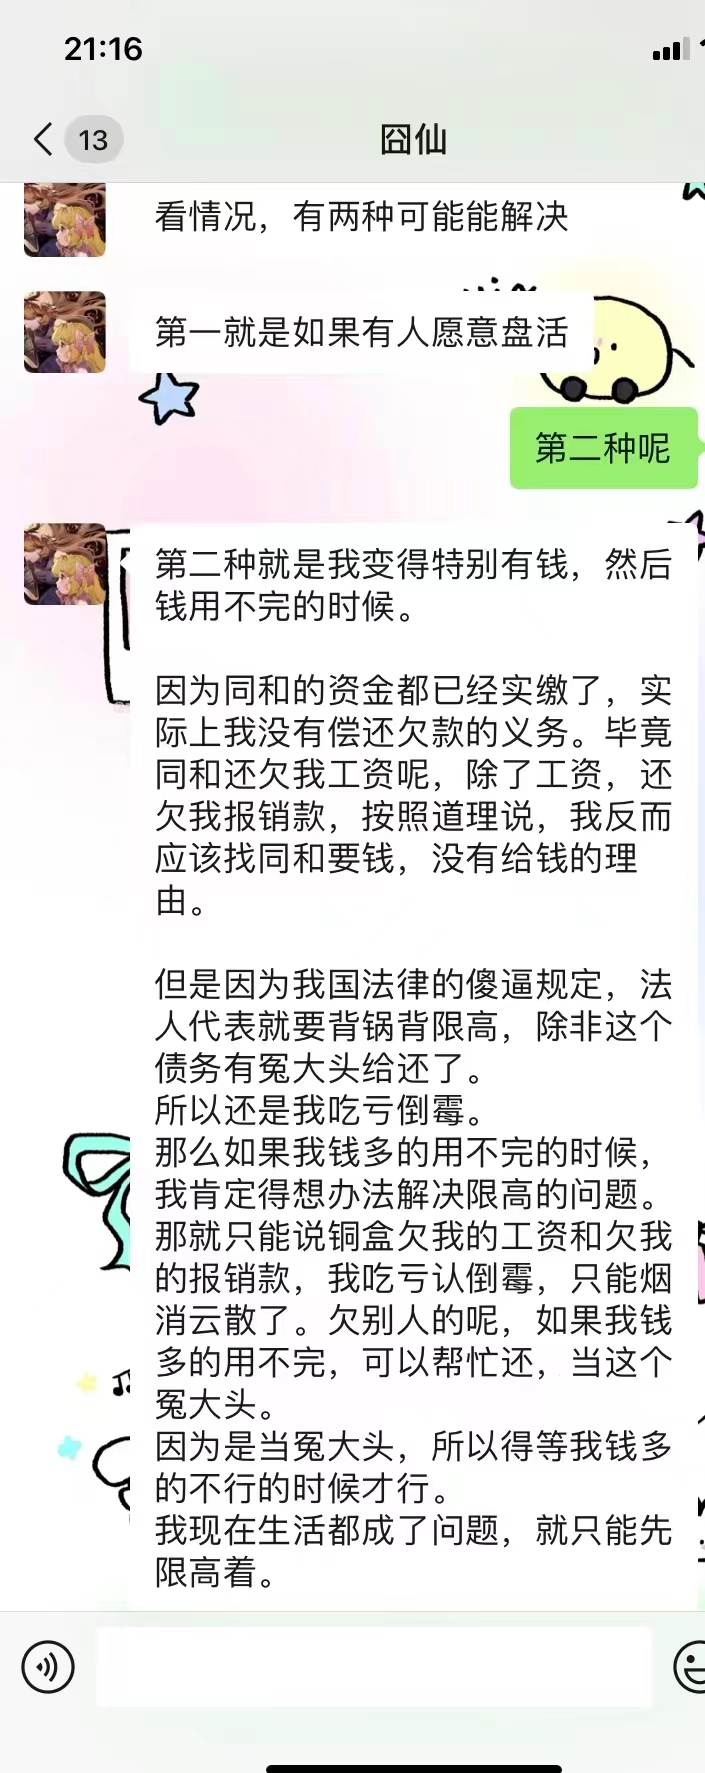 21:16
13
囧仙
看情况，有两种可能能解决
第一就是如果有人愿意盘活
第二种呢
第二种就是我变得特别有钱，然后
钱用不完的时候。
因为同和的资金都已经实缴了，实
际上我没有偿还欠款的义务。毕竟
同和还欠我工资呢，除了工资，还
欠我报销款，按照道理说，我反而
应该找同和要钱，没有给钱的理
由。
但是因为我国法律的傻逼规定，法
人代表就要背锅背限高，除非这个
债务有冤大头给还了。
所以还是我吃亏倒霉。
那么如果我钱多的用不完的时候，
我肯定得想办法解决限高的问题。
那就只能说铜盒欠我的工资和欠我
的报销款，我吃亏认倒霉，只能烟
消云散了。欠别人的呢，如果我钱
多的用不完，可以帮忙还，当这个
冤大头。
因为是当冤大头，所以得等我钱多
的不行的时候才行。
我现在生活都成了问题，就只能先
限高着。